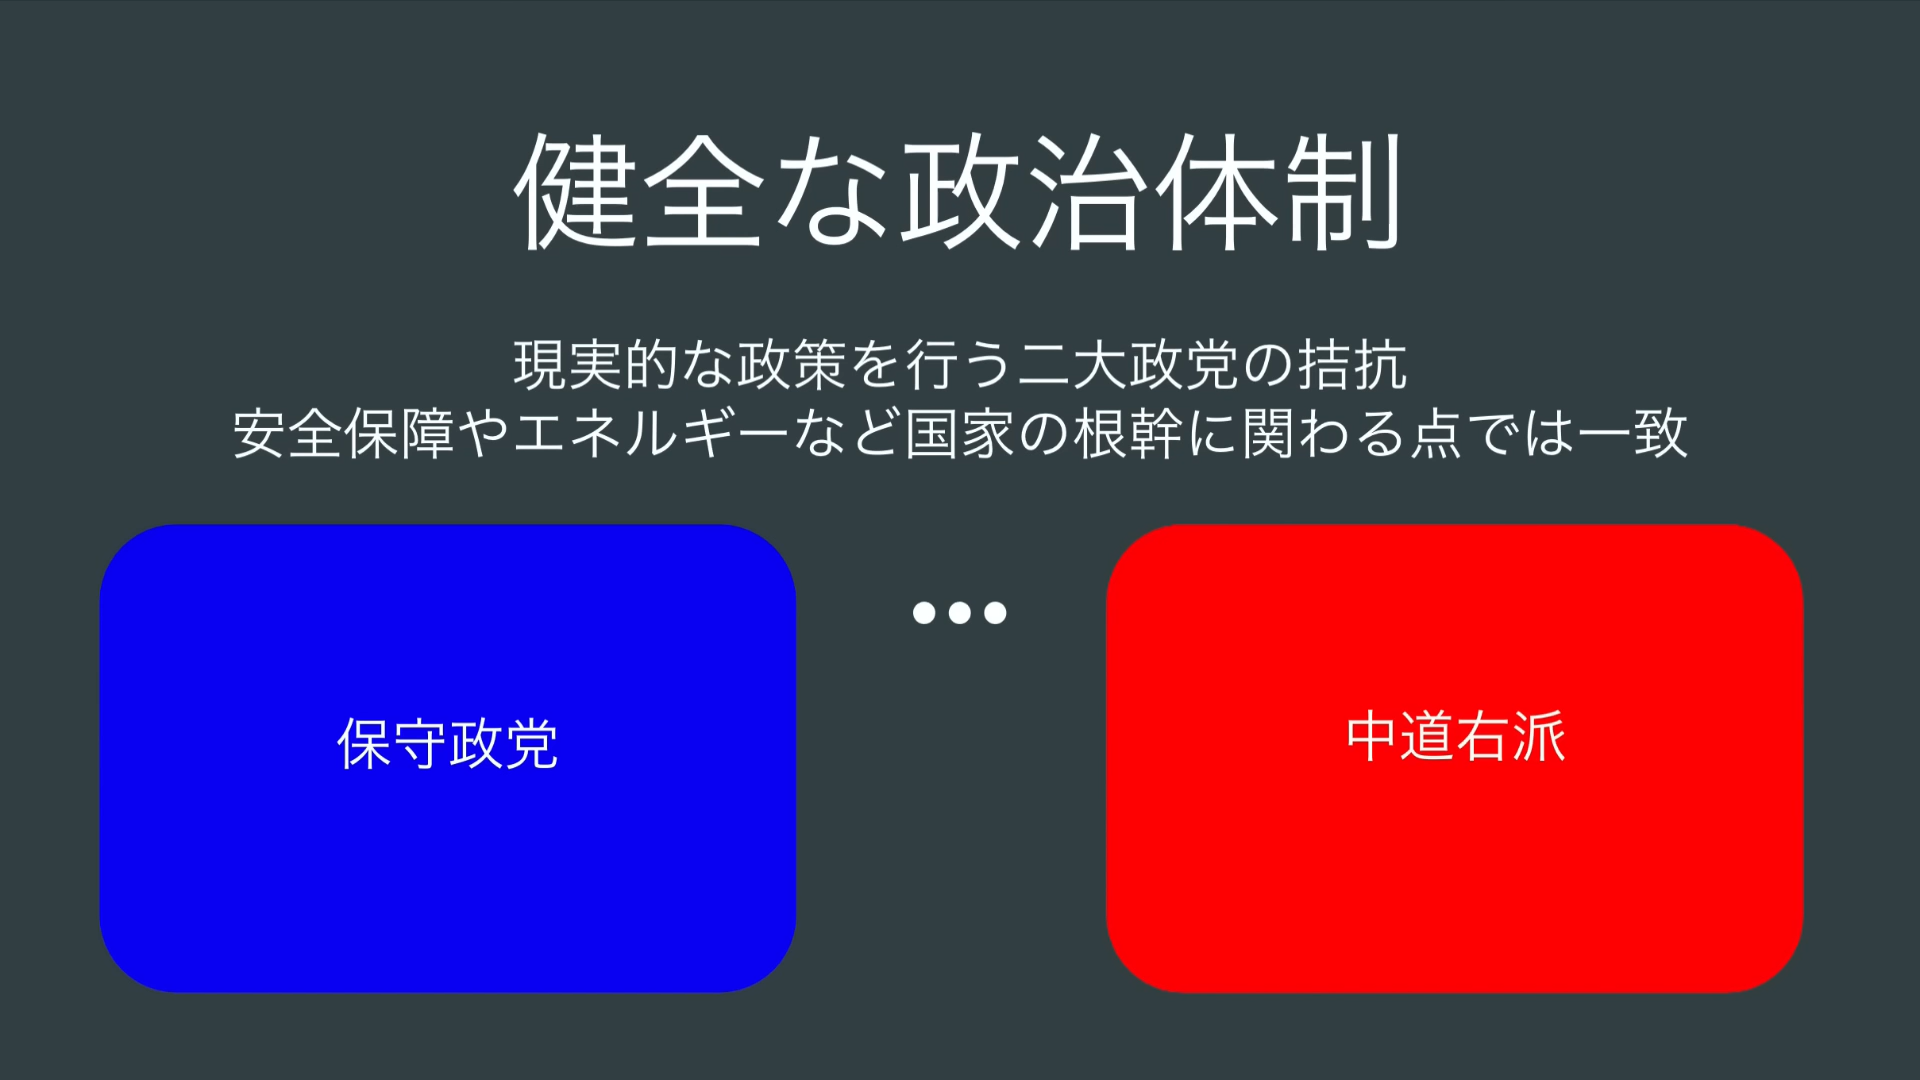 健全な政治体制
現実的な政策を行う二大政党の拮抗
安全保障やエネルギーなど国家の根幹に関わる点では一致
保守政党
中道右派